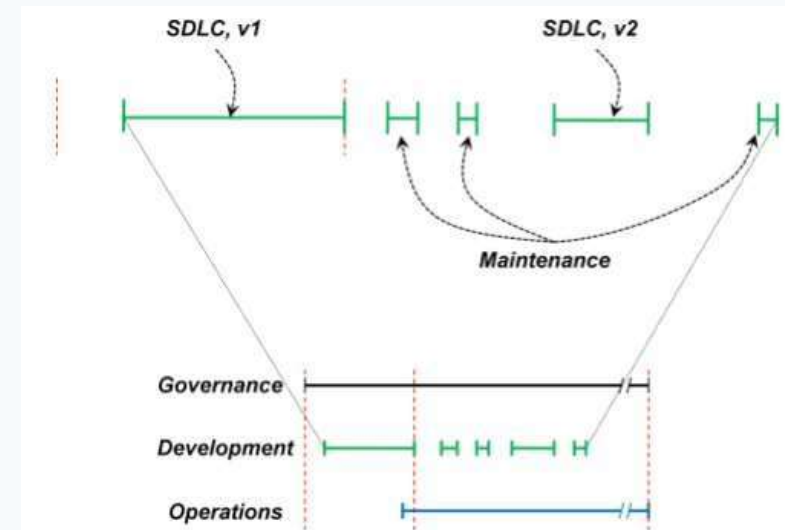 SDLC, v1
SDLC, v2
Maintenance
Governance
Development
Operations